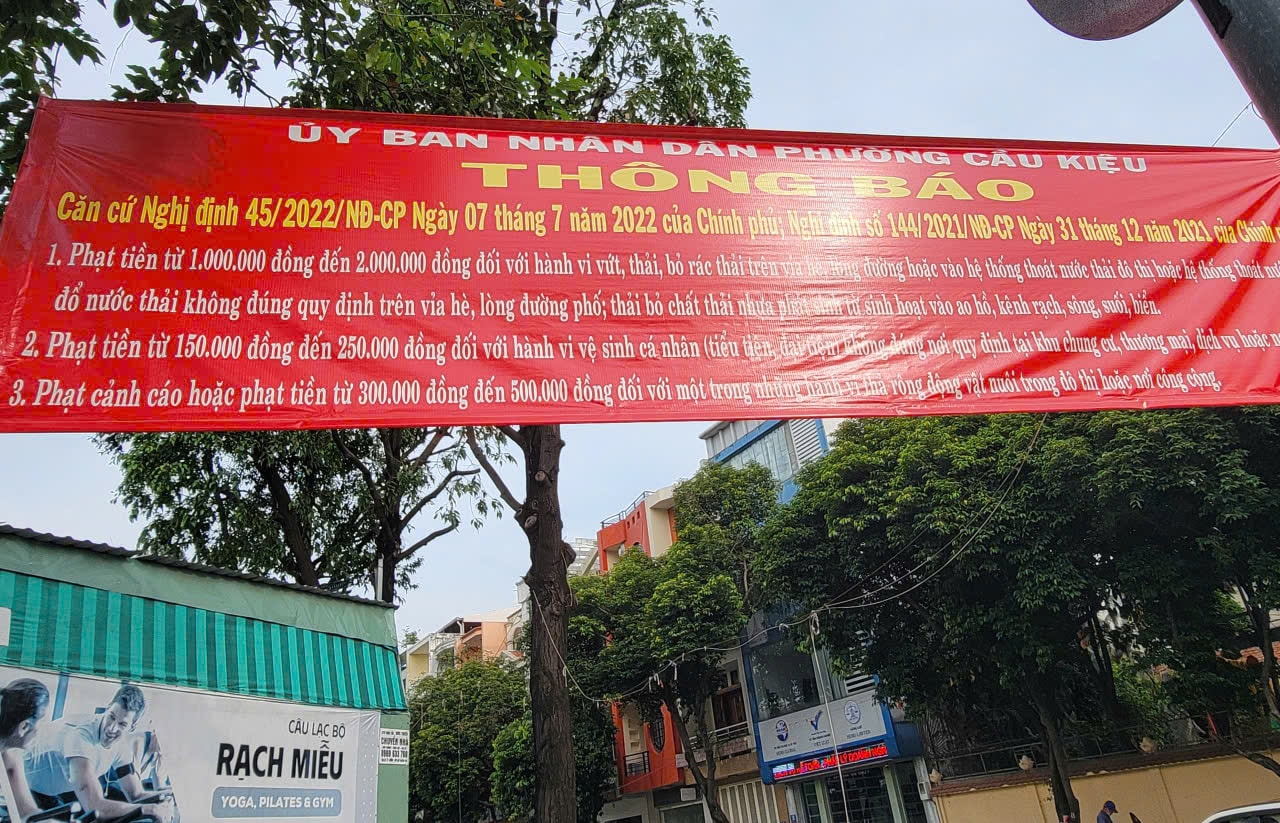 ỦY BAN NHÂN DÂN PHƯỜNG CẦU KIỆU
THÔNG BÁO
Căn cứ Nghị định 45/2022/NĐ-CP Ngày 07 tháng 7 năm 2022 của Chính phủ; Nghị định số 144/2021/NĐ-CP Ngày 31 tháng 12 năm 2021 của Chính
1. Phạt tiền từ 1.000.000 đồng đến 2.000.000 đồng đối với hành vi vứt, thải, bỏ rác thải trên vỉa hè, lòng đường hoặc vào hệ thống thoát nước thải đô thị hoặc hệ thống thoát
đổ nước thải không đúng quy định trên vỉa hè, lòng đường phố; thải bỏ chất thải nhựa phát sinh từ sinh hoạt vào ao hồ, kênh rạch, sông, suối, biển.
2. Phạt tiền từ 150.000 đồng đến 250.000 đồng đối với hành vi vệ sinh cá nhân (tiểu tiện, đại tiện) không đúng nơi quy định tại khu chung cư, thương mại, dịch vụ hoặc
3. Phạt cảnh cáo hoặc phạt tiền từ 300.000 đồng đến 500.000 đồng đối với một trong những hành vi thả rông động vật nuôi trong đô thị hoặc nơi công cộng.
CÂU LẠC BỘ
RẠCH MIỄU
YOGA, PILATES & GYM
CHUYỂN NHÀ